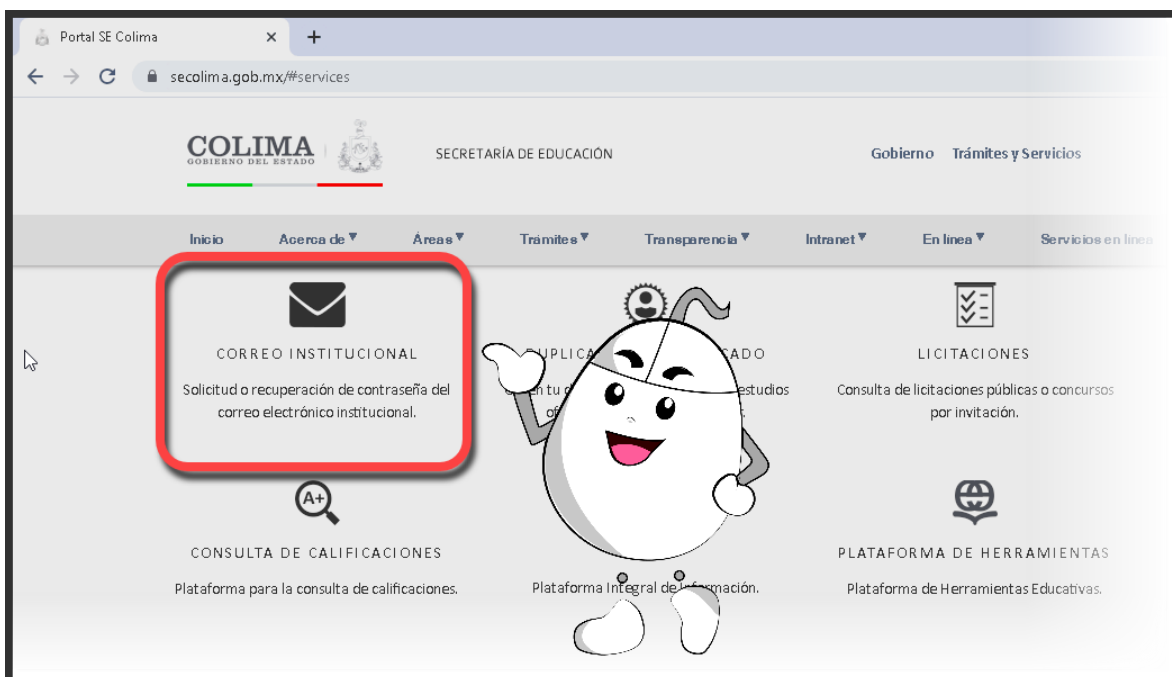 Portal SE Colima
secolima.gob.mx/#services
COLIMA
GOBIERNO DEL ESTADO
SECRETARÍA DE EDUCACIÓN
Gobierno Trámites y Servicios
Inicio Acerca de Áreas Trámites Transparencia Intranet En línea Servicios en línea
CORREO INSTITUCIONAL
Solicitud o recuperación de contraseña del
correo electrónico institucional.
LICITACIONES
Consulta de licitaciones públicas o concursos
por invitación.
A+
CONSULTA DE CALIFICACIONES
Plataforma para la consulta de calificaciones.
Plataforma Integral de Información.
PLATAFORMA DE HERRAMIENTAS
Plataforma de Herramientas Educativas.